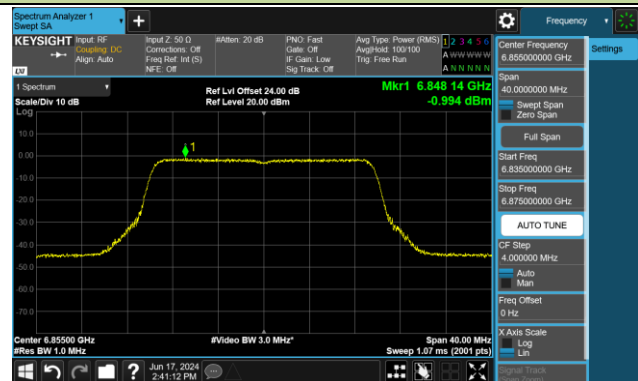 Spectrum Analyzer 1
Swept SA
Frequency
KEYSIGHT
Input: RF
Coupling: DC
Align: Auto
Input Z: 50 Ω
Corrections: Off
Freq Ref: Int (S)
NFE: Off
#Atten: 20 dB
PNO: Fast
Gate: Off
IF Gain: Low
Sig Track: Off
Avg Type: Power (RMS)
Avg|Hold: 100/100
Trig: Free Run
1 2 3 4 5 6
A W W W W W
A N N N N N
LXI
1 Spectrum
Scale/Div 10 dB
Log
Ref Lvl Offset 24.00 dB
Ref Level 20.00 dBm
Mkr1 6.848 14 GHz
-0.994 dBm
1
10.0
0.00
-10.0
-20.0
-30.0
-40.0
-50.0
-60.0
-70.0
Center 6.85500 GHz
#Res BW 1.0 MHz
#Video BW 3.0 MHz*
Span 40.00 MHz
Sweep 1.07 ms (2001 pts)
Jun 17, 2024
2:41:12 PM
Center Frequency
6.855000000 GHz
Settings
Span
40.0000000 MHz
Swept Span
Zero Span
Full Span
Start Freq
6.835000000 GHz
Stop Freq
6.875000000 GHz
AUTO TUNE
CF Step
4.000000 MHz
Auto
Man
Freq Offset
0 Hz
X Axis Scale
Log
Lin
Signal Track